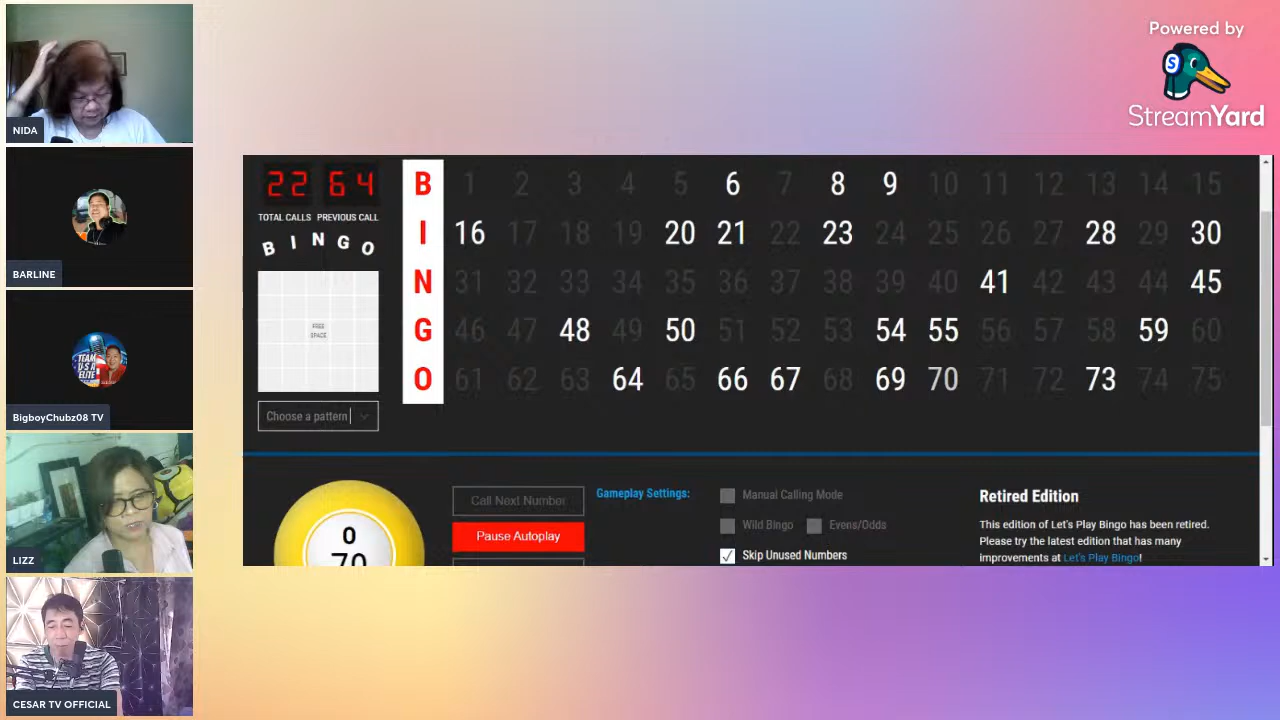 Powered by
S
StreamYard
NIDA
BARLINE
TEAM
U-S A
ELITE
BigboyChubz08 TV
LIZZ
CESAR TV OFFICIAL
22 64
TOTAL CALLS PREVIOUS CALL
B I N G O
FREE
SPACE
Choose a pattern
B 1 2 3 4 5 6 7 8 9 10 11 12 13 14 15
I 16 17 18 19 20 21 22 23 24 25 26 27 28 29 30
N 31 32 33 34 35 36 37 38 39 40 41 42 43 44 45
G 46 47 48 49 50 51 52 53 54 55 56 57 58 59 60
O 61 62 63 64 65 66 67 68 69 70 71 72 73 74 75
O
70
Call Next Number
Pause Autoplay
Gameplay Settings:
Manual Calling Mode
Wild Bingo Evens/Odds
Skip Unused Numbers
Retired Edition
This edition of Let's Play Bingo has been retired.
Please try the latest edition that has many
improvements at Let's Play Bingo!